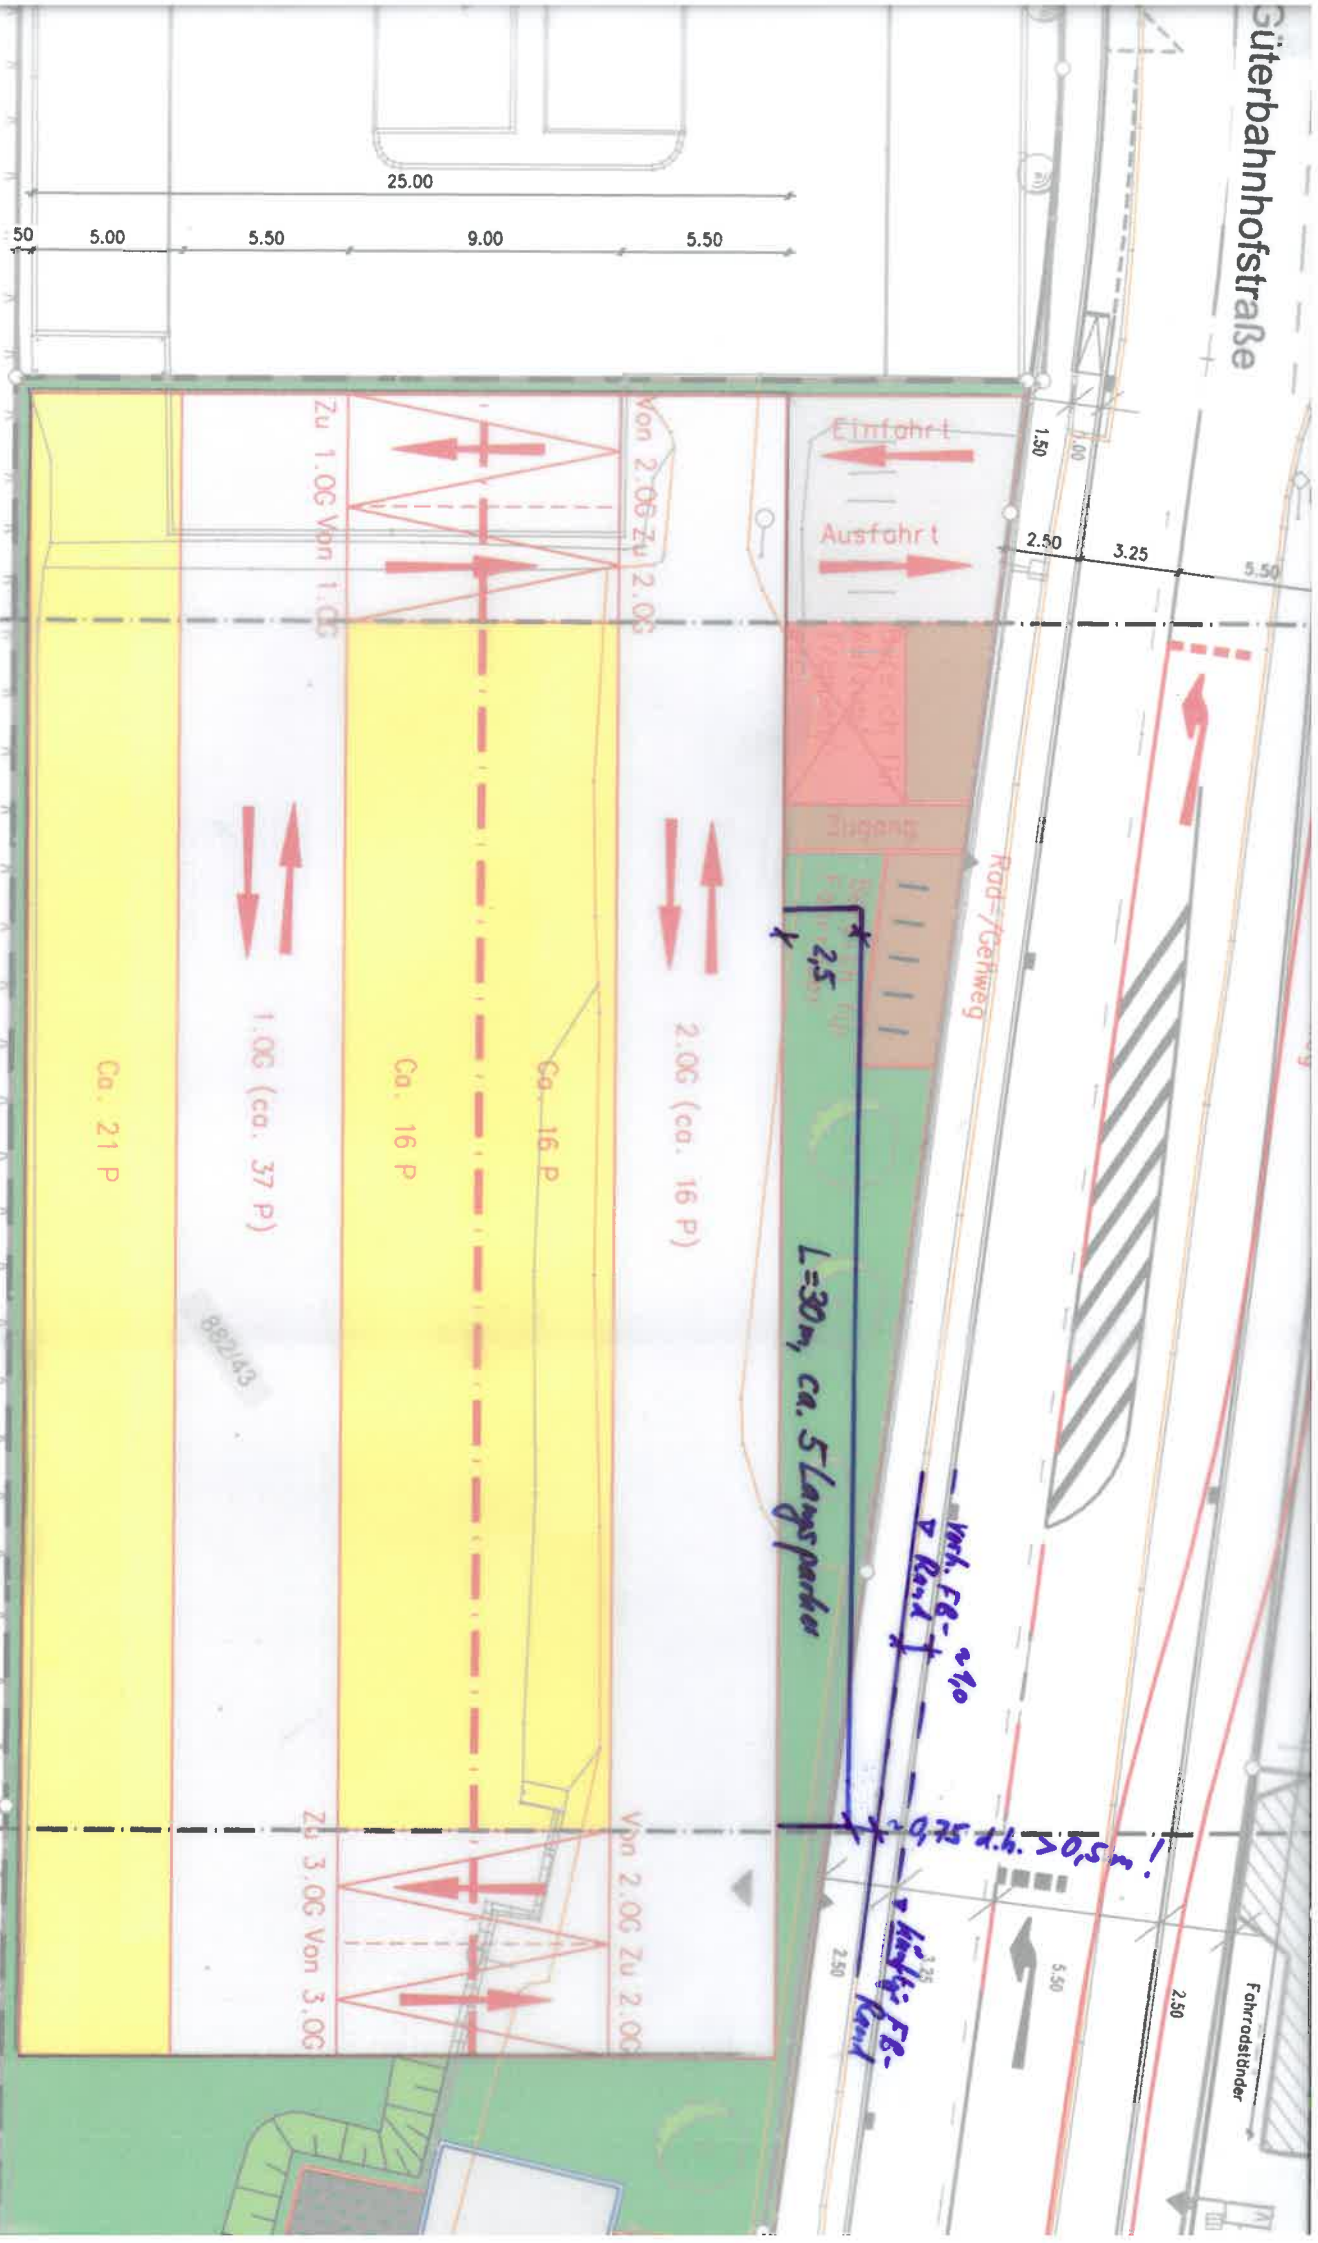 Güterbahnhofstraße
25.00
50
5.00
5.50
9.00
5.50
Einfahrt
Ausfahrt
1.50
1.00
2.50
3.25
5.50
Von 2.OG Zu 2.OG
Zu 1.OG Von 1.OG
Zugang
Rad-/Gehweg
2,5
2.OG (ca. 16 P)
Ca. 16 P
Ca. 16 P
1.OG (ca. 37 P)
Ca. 21 P
882/43
L=30m, ca. 5 Längsparker
vorh. FB-
Rand
~1,0
~0,75 d.h. >0,5m!
künftg. FB-
Rand
Von 2.OG Zu 2.OG
Zu 3.OG Von 3.OG
2.50
3.25
5.50
2.50
Fahrradständer